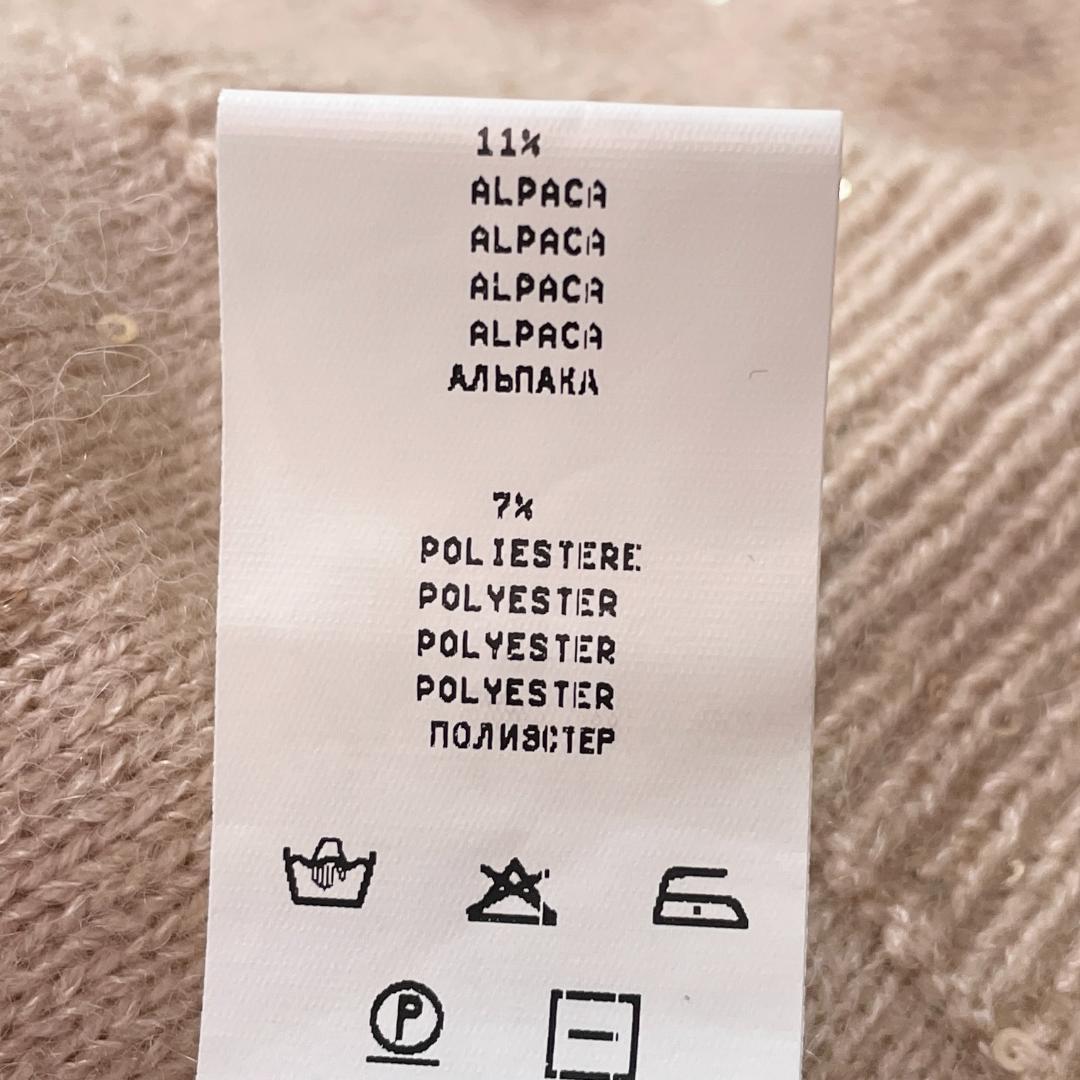 11%
ALPACA
ALPACA
ALPACA
ALPACA
АЛЬПАКА
7%
POLIESTERE
POLYESTER
POLYESTER
POLYESTER
ПОЛИЭСТЕР
P